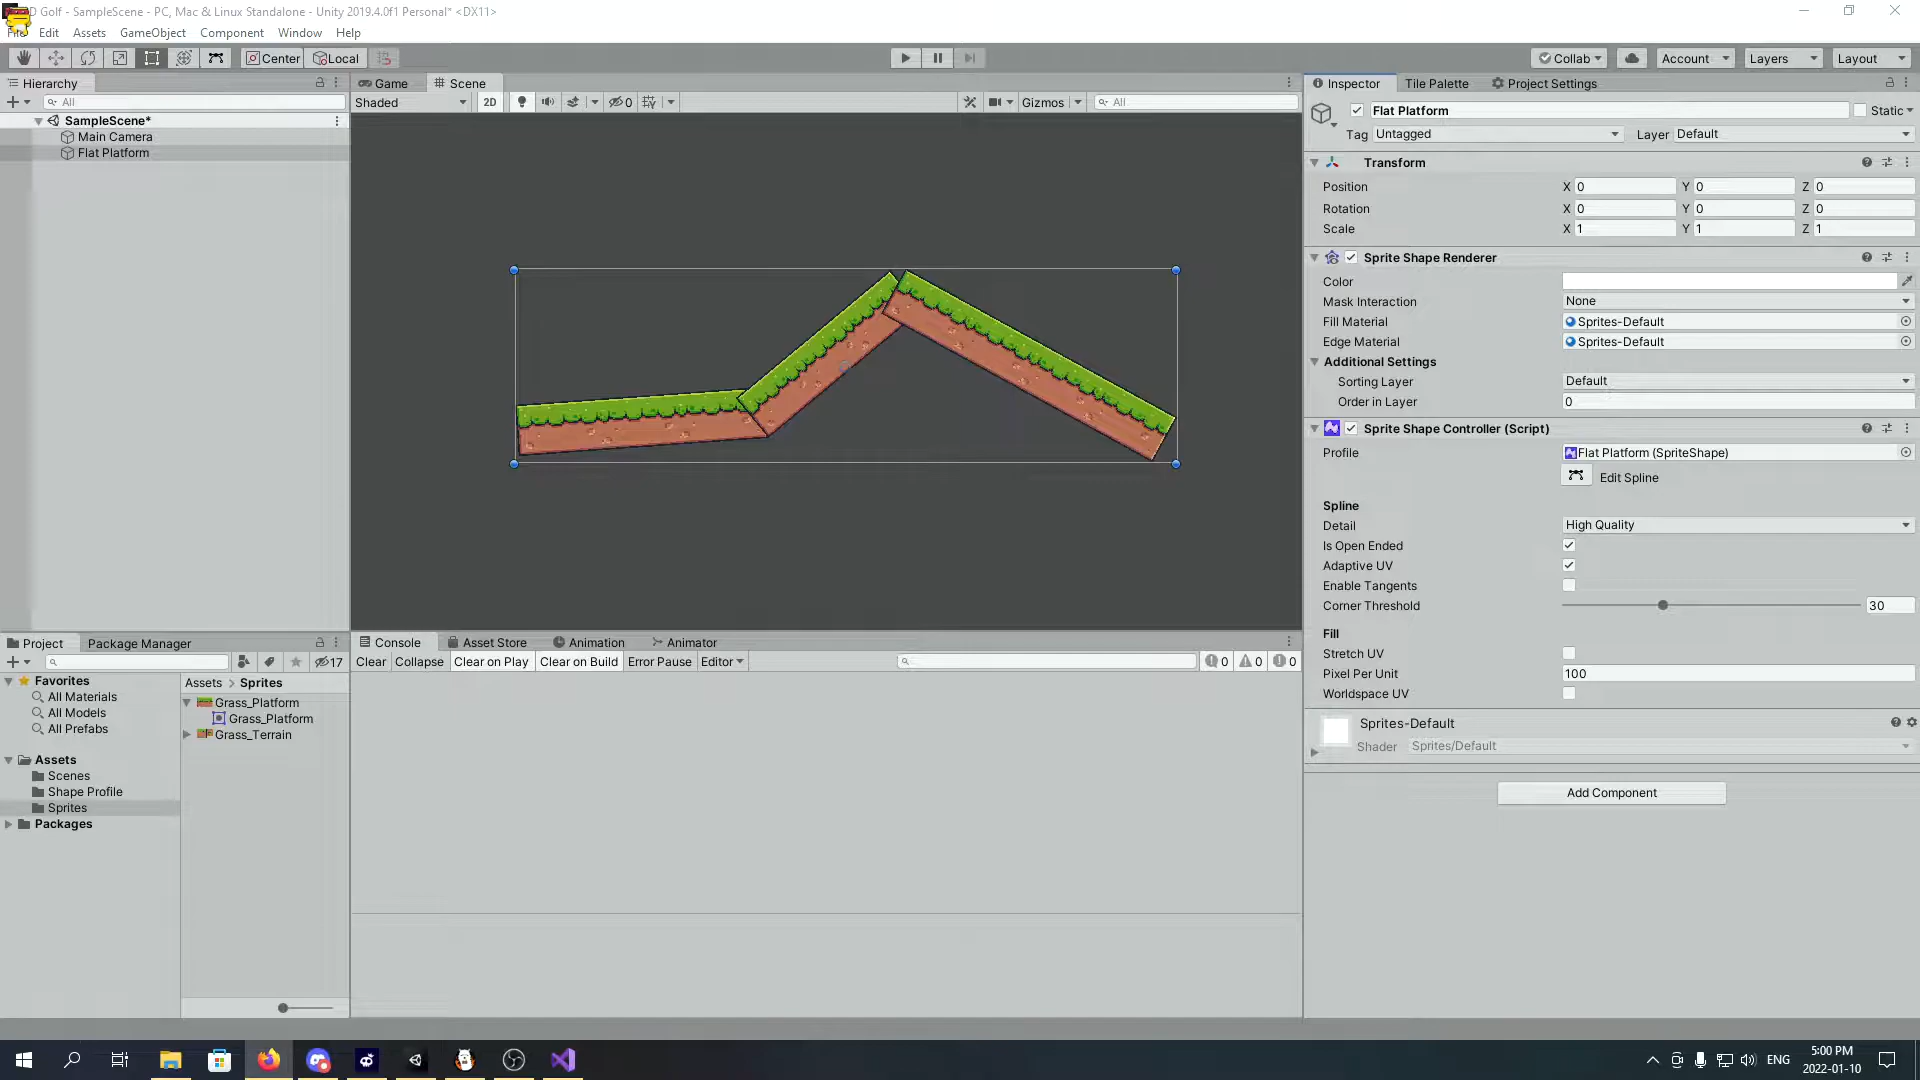 D Golf - SampleScene - PC, Mac & Linux Standalone - Unity 2019.4.0f1 Personal* <DX11>
Edit Assets GameObject Component Window Help
Center Local Collab Account Layers Layout
Hierarchy
All
SampleScene*
Main Camera
Flat Platform
Game Scene
Shaded 2D 0 Gizmos All
Inspector Tile Palette Project Settings
Flat Platform Static
Tag Untagged Layer Default
Transform
Position X 0 Y 0 Z 0
Rotation X 0 Y 0 Z 0
Scale X 1 Y 1 Z 1
Sprite Shape Renderer
Color
Mask Interaction None
Fill Material Sprites-Default
Edge Material Sprites-Default
Additional Settings
Sorting Layer Default
Order in Layer 0
Sprite Shape Controller (Script)
Profile Flat Platform (SpriteShape)
Edit Spline
Spline
Detail High Quality
Is Open Ended
Adaptive UV
Enable Tangents
Corner Threshold 30
Fill
Stretch UV
Pixel Per Unit 100
Worldspace UV
Sprites-Default
Shader Sprites/Default
Add Component
Project Package Manager
17
Favorites
All Materials
All Models
All Prefabs
Assets
Scenes
Shape Profile
Sprites
Packages
Assets > Sprites
Grass_Platform
Grass_Platform
Grass_Terrain
Console Asset Store Animation Animator
Clear Collapse Clear on Play Clear on Build Error Pause Editor 0 0 0
ENG
5:00 PM
2022-01-10